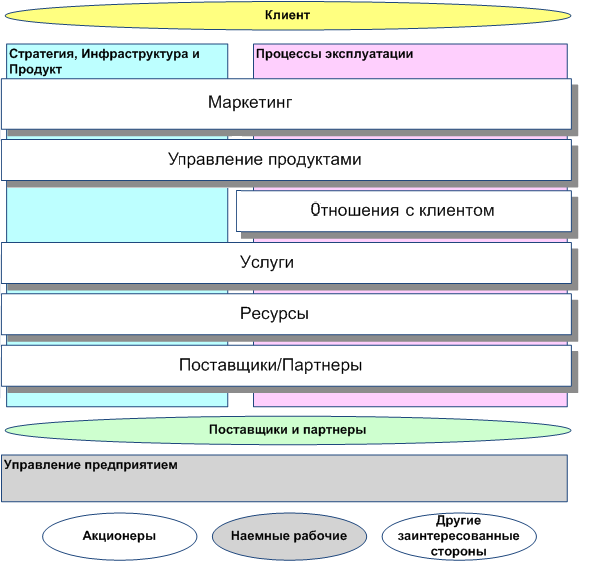 Клиент
Стратегия, Инфраструктура и
Продукт
Процессы эксплуатации
Маркетинг
Управление продуктами
Отношения с клиентом
Услуги
Ресурсы
Поставщики/Партнеры
Поставщики и партнеры
Управление предприятием
Акционеры
Наемные рабочие
Другие
заинтересованные
стороны